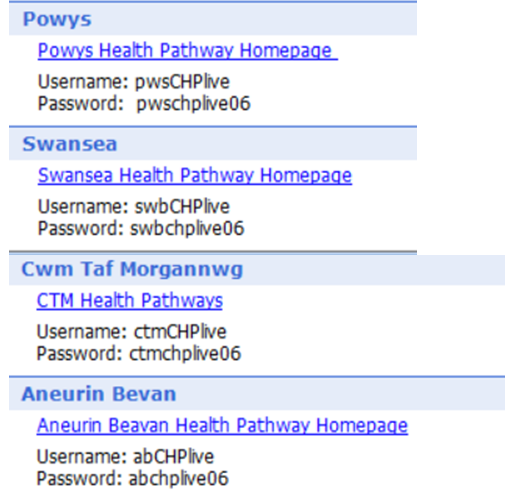 Powys
Powys Health Pathway Homepage
Username: pwsCHPlive
Password: pwschplive06
Swansea
Swansea Health Pathway Homepage
Username: swbCHPlive
Password: swbchplive06
Cwm Taf Morgannwg
CTM Health Pathways
Username: ctmCHPlive
Password: ctmchplive06
Aneurin Bevan
Aneurin Beavan Health Pathway Homepage
Username: abCHPlive
Password: abchplive06